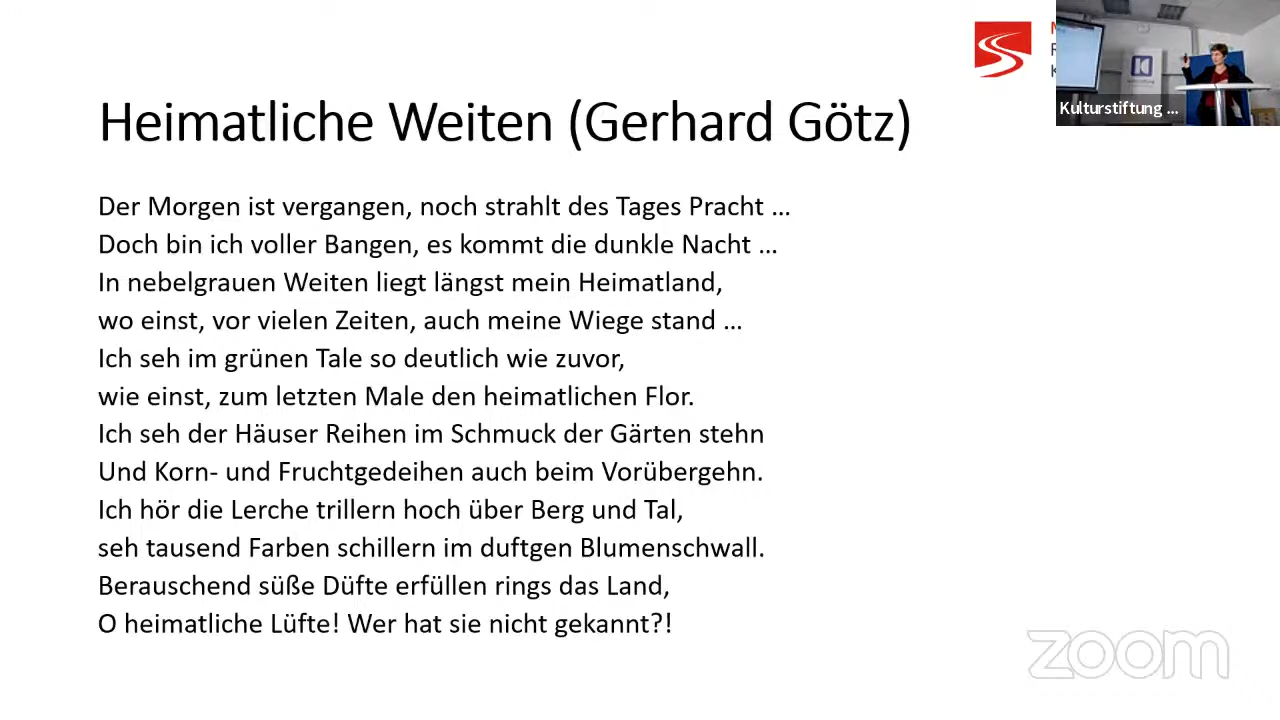 Heimatliche Weiten (Gerhard Götz)
Kulturstiftung ...
Der Morgen ist vergangen, noch strahlt des Tages Pracht …
Doch bin ich voller Bangen, es kommt die dunkle Nacht …
In nebelgrauen Weiten liegt längst mein Heimatland,
wo einst, vor vielen Zeiten, auch meine Wiege stand …
Ich seh im grünen Tale so deutlich wie zuvor,
wie einst, zum letzten Male den heimatlichen Flor.
Ich seh der Häuser Reihen im Schmuck der Gärten stehn
Und Korn- und Fruchtgedeihen auch beim Vorübergehn.
Ich hör die Lerche trillern hoch über Berg und Tal,
seh tausend Farben schillern im duftgen Blumenschwall.
Berauschend süße Düfte erfüllen rings das Land,
O heimatliche Lüfte! Wer hat sie nicht gekannt?!
zoom